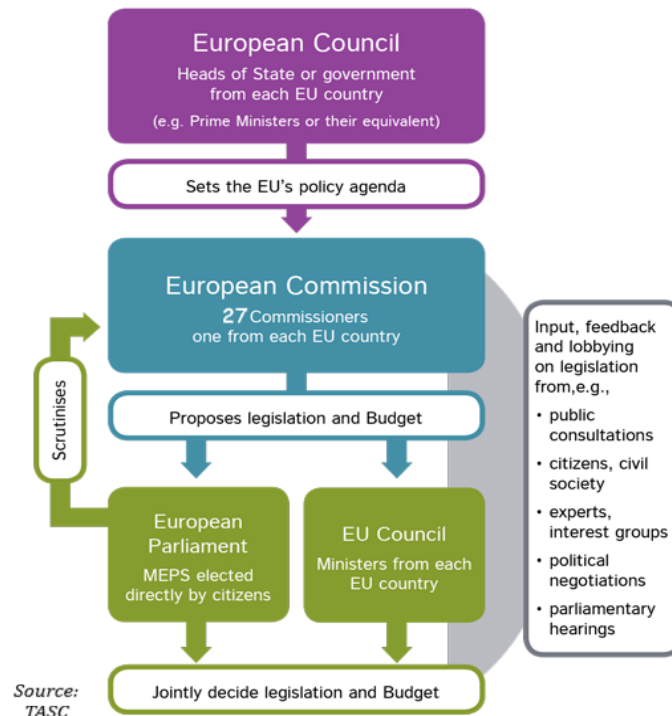 European Council
Heads of State or government
from each EU country
(e.g. Prime Ministers or their equivalent)
Sets the EU's policy agenda
European Commission
27 Commissioners
one from each EU country
Proposes legislation and Budget
Scrutinises
European
Parliament
MEPS elected
directly by citizens
EU Council
Ministers from each
EU country
Jointly decide legislation and Budget
Input, feedback
and lobbying
on legislation
from,e.g.,
• public
consultations
• citizens, civil
society
• experts,
interest groups
• political
negotiations
• parliamentary
hearings
Source:
TASC